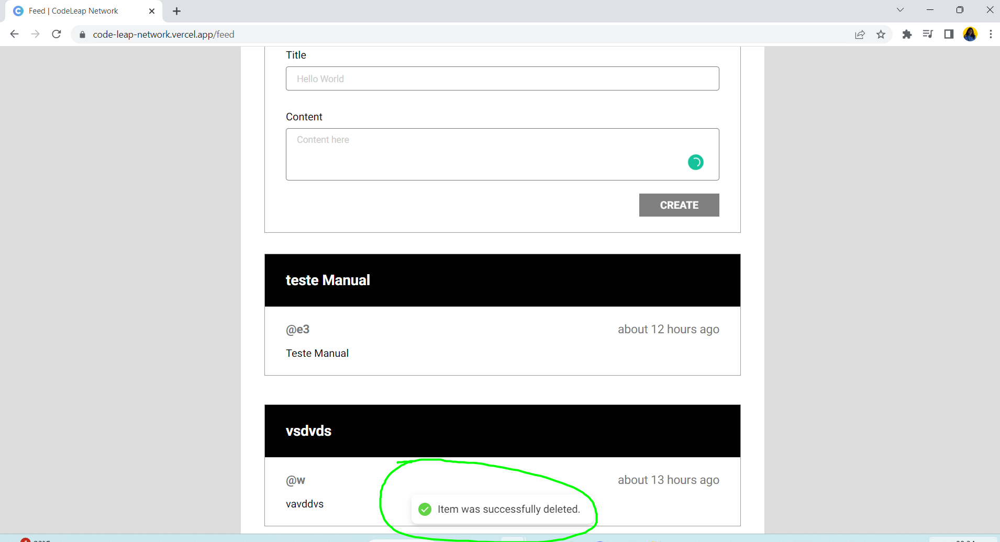 Feed | CodeLeap Network
code-leap-network.vercel.app/feed
Title
Hello World
Content
Content here
CREATE
teste Manual
@e3
about 12 hours ago
Teste Manual
vsdvds
@w
about 13 hours ago
vavddvs
Item was successfully deleted.